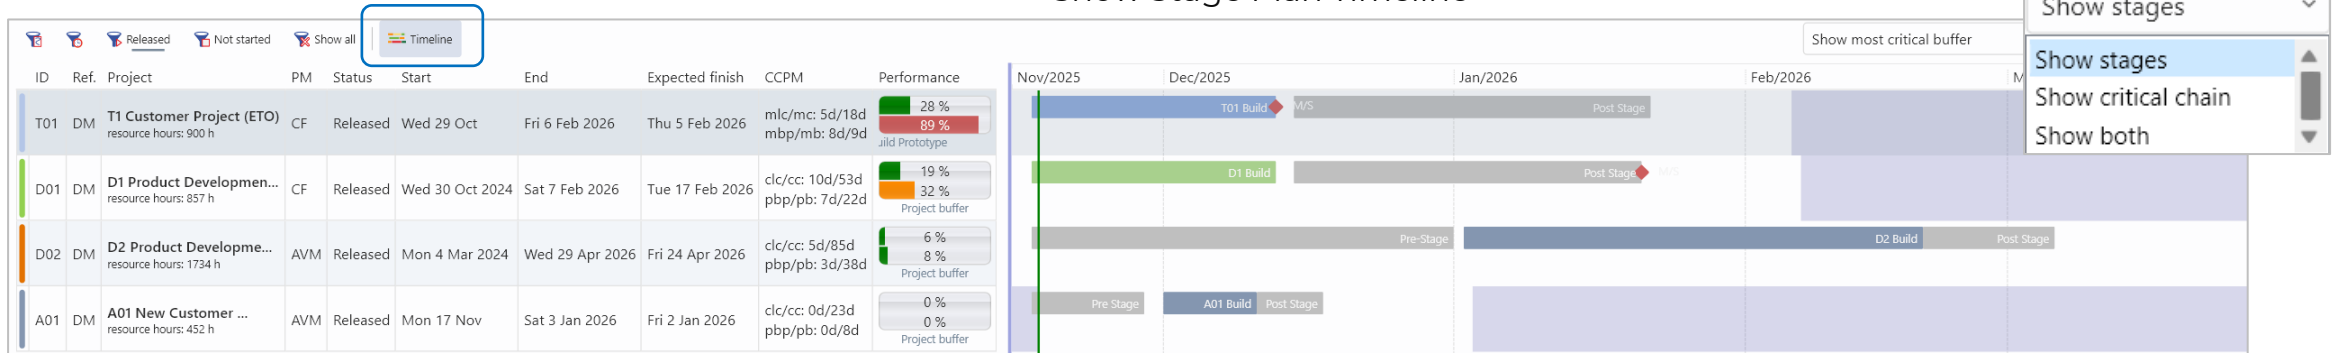 Show Stage Plan Timeline
Show stages
Released Not started Show all Timeline
Show most critical buffer
Show stages
Show critical chain
Show both
ID Ref. Project PM Status Start End Expected finish CCPM Performance
Nov/2025 Dec/2025 Jan/2026 Feb/2026 M
T01 DM T1 Customer Project (ETO) CF Released Wed 29 Oct Fri 6 Feb 2026 Thu 5 Feb 2026
resource hours: 900 h
mlc/mc: 5d/18d
mbp/mb: 8d/9d
28 %
89 %
uild Prototype
T01 Build M/S Post Stage
D01 DM D1 Product Developmen... CF Released Wed 30 Oct 2024 Sat 7 Feb 2026 Tue 17 Feb 2026
resource hours: 857 h
clc/cc: 10d/53d
pbp/pb: 7d/22d
19 %
32 %
Project buffer
D1 Build Post Stage M/S
D02 DM D2 Product Developme... AVM Released Mon 4 Mar 2024 Wed 29 Apr 2026 Fri 24 Apr 2026
resource hours: 1734 h
clc/cc: 5d/85d
pbp/pb: 3d/38d
6 %
8 %
Project buffer
Pre-Stage D2 Build Post Stage
A01 DM A01 New Customer ... AVM Released Mon 17 Nov Sat 3 Jan 2026 Fri 2 Jan 2026
resource hours: 452 h
clc/cc: 0d/23d
pbp/pb: 0d/8d
0 %
0 %
Project buffer
Pre Stage A01 Build Post Stage